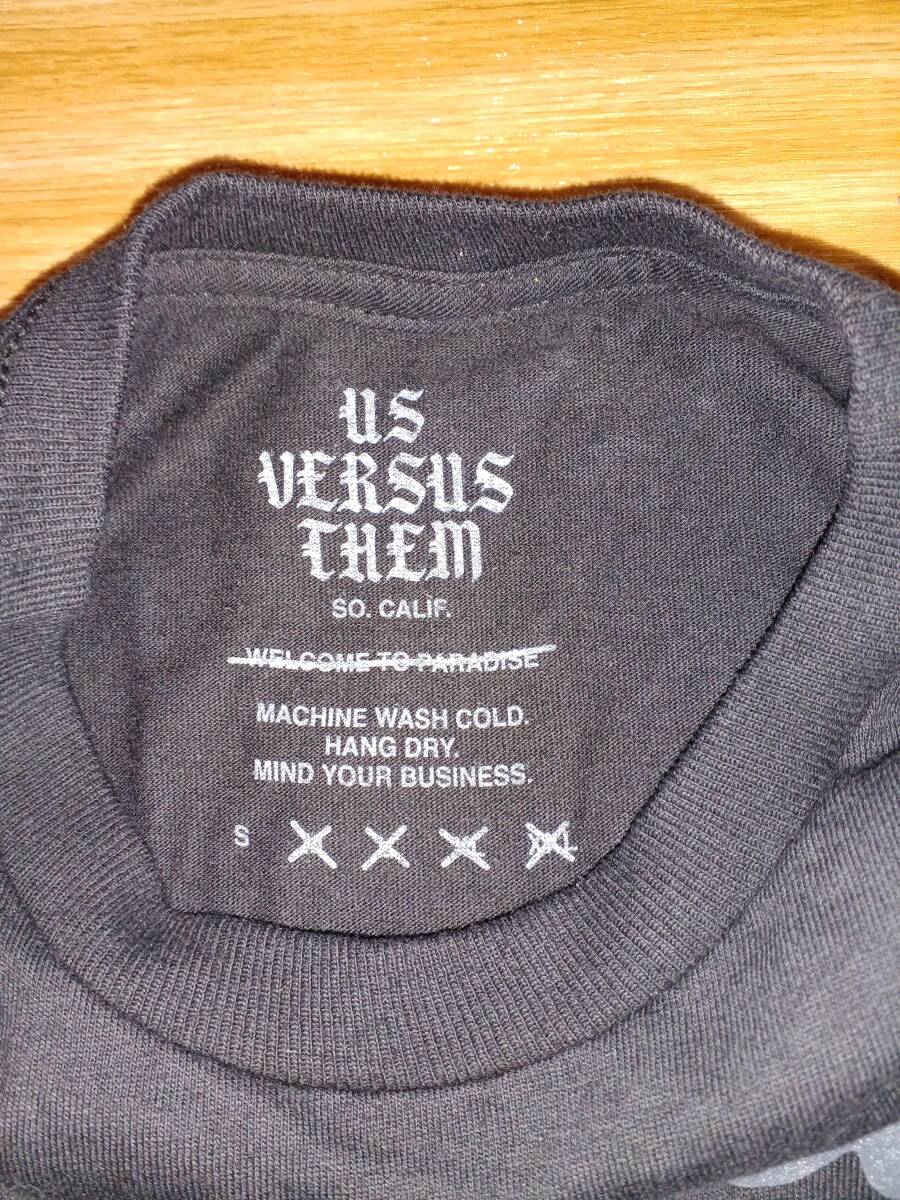 US
VERSUS
THEM
SO. CALIF.
WELCOME TO PARADISE
MACHINE WASH COLD.
HANG DRY.
MIND YOUR BUSINESS.
S